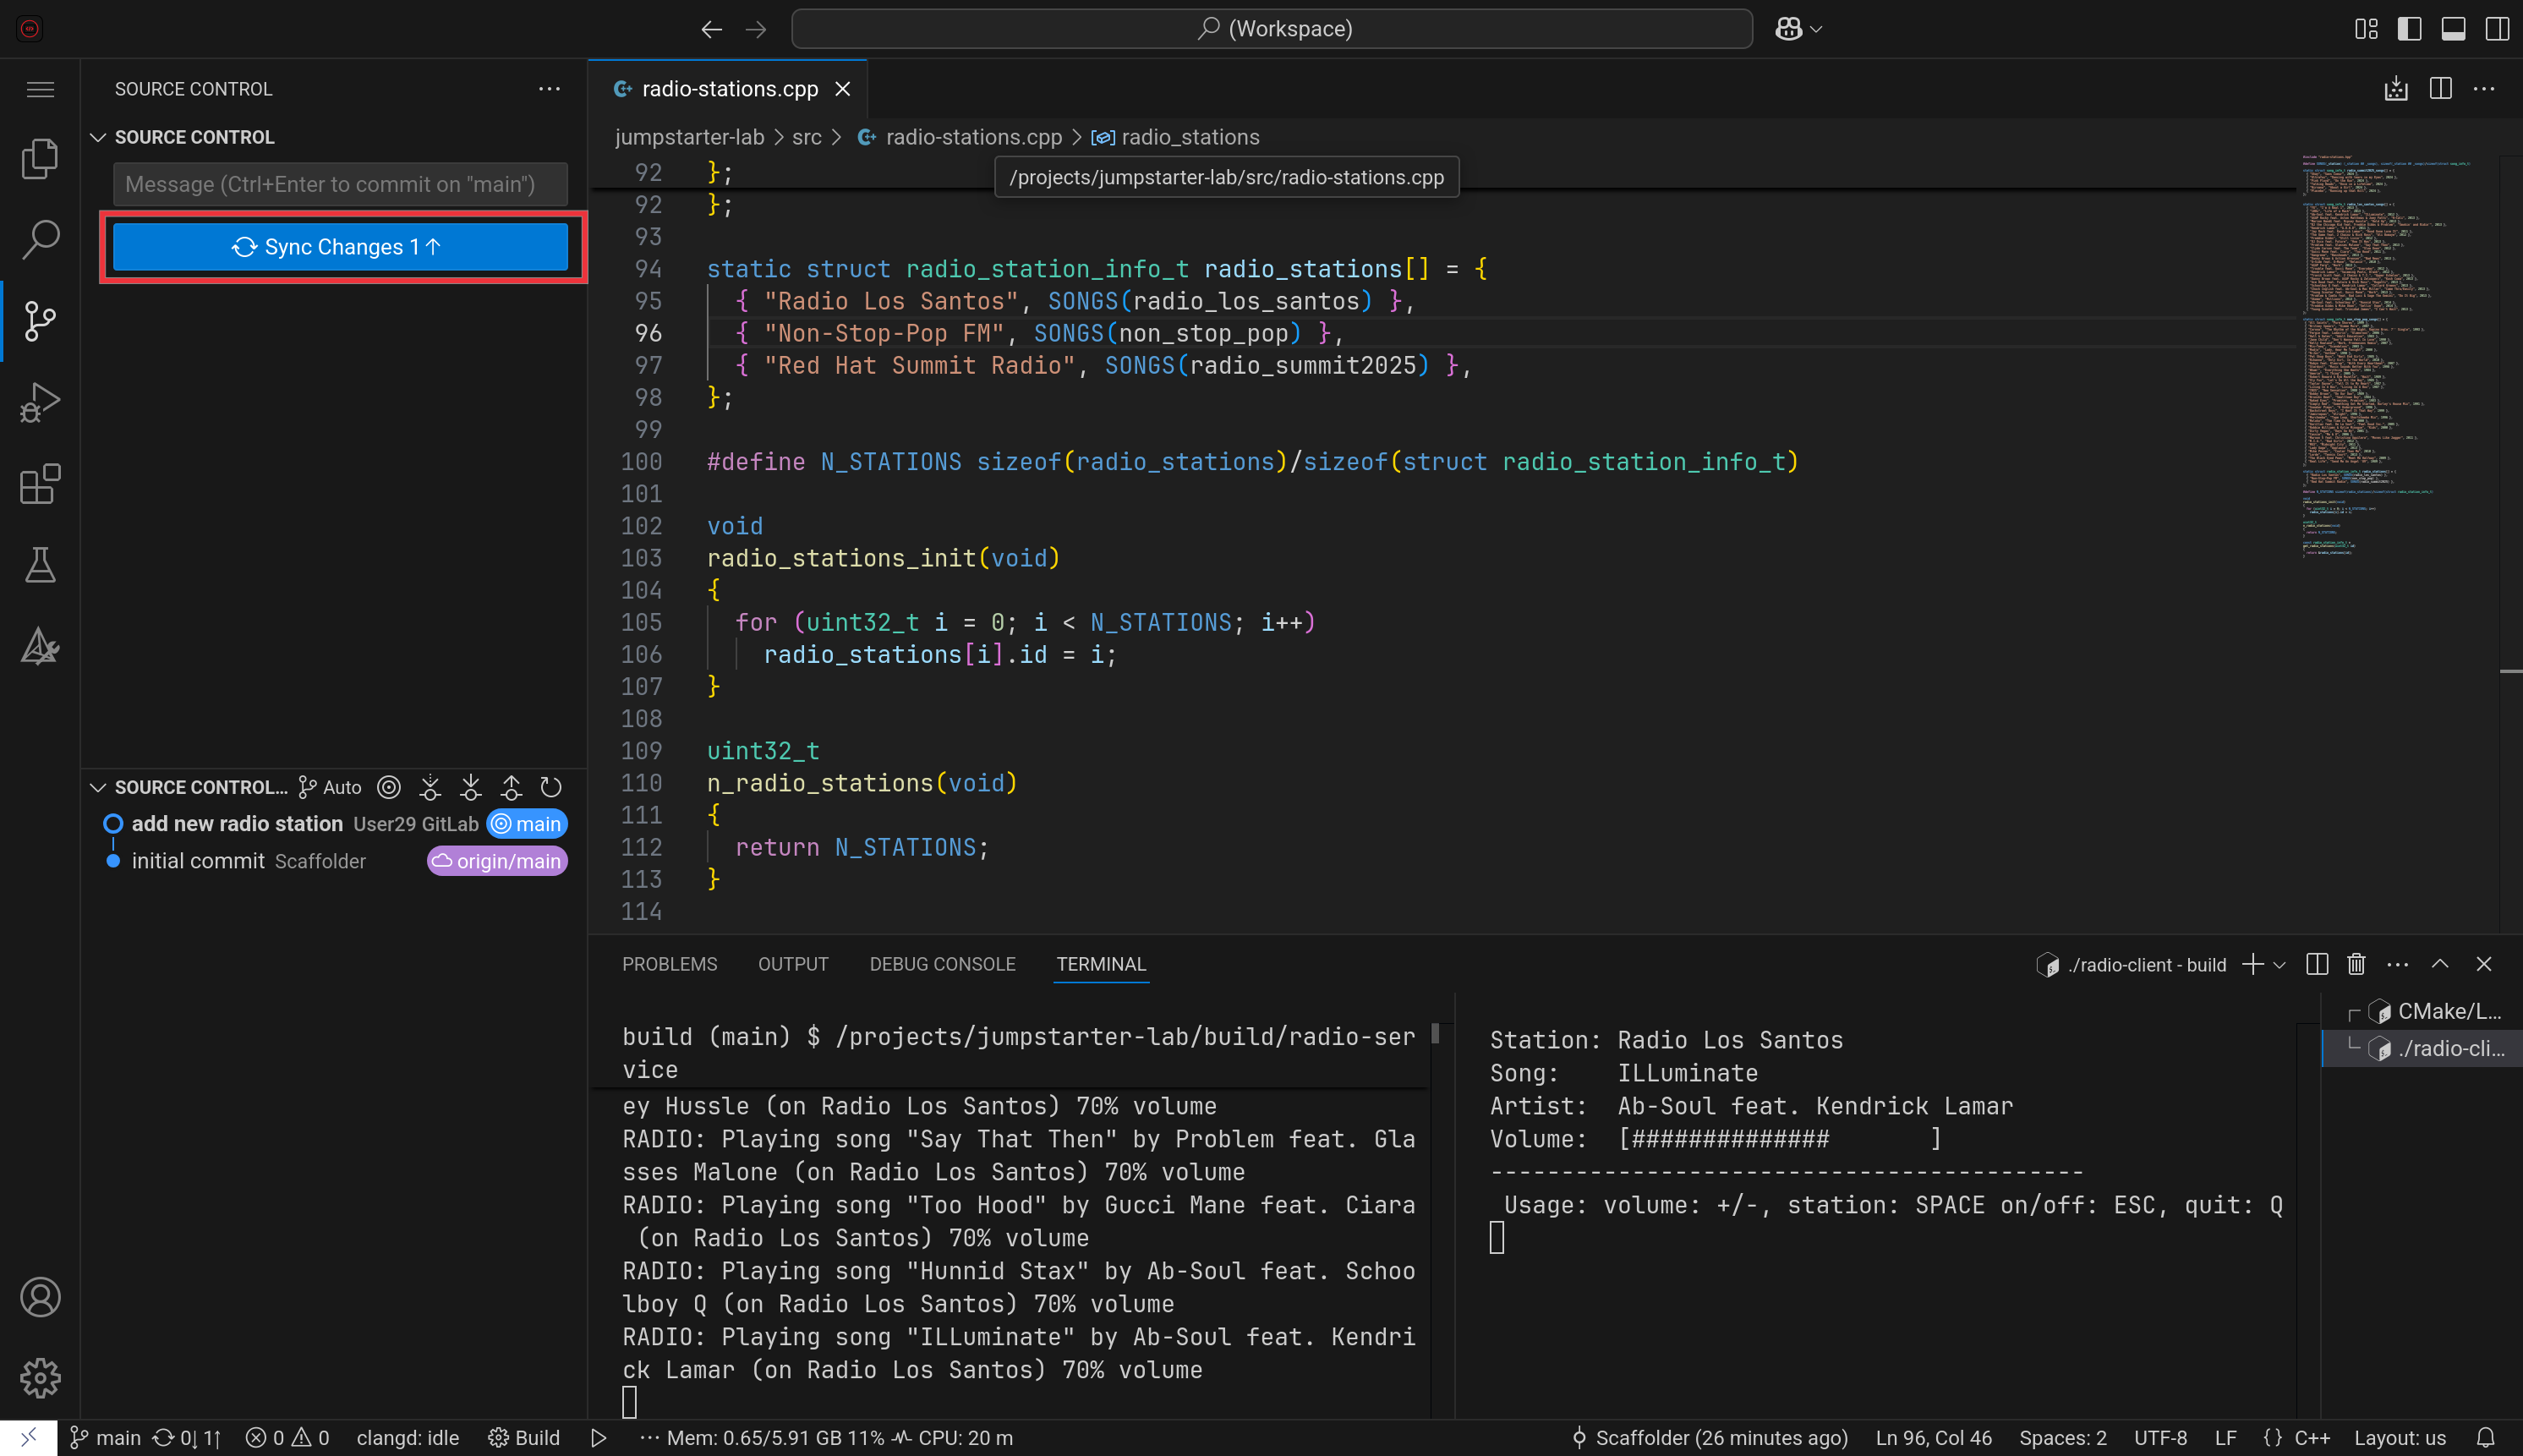 (Workspace)
SOURCE CONTROL
SOURCE CONTROL
Message (Ctrl+Enter to commit on "main")
Sync Changes 1↑
SOURCE CONTROL... Auto
add new radio station User29 GitLab main
initial commit Scaffolder origin/main
radio-stations.cpp
jumpstarter-lab > src > radio-stations.cpp > radio_stations
/projects/jumpstarter-lab/src/radio-stations.cpp
92 };
92 };
93
94 static struct radio_station_info_t radio_stations[] = {
95 { "Radio Los Santos", SONGS(radio_los_santos) },
96 { "Non-Stop-Pop FM", SONGS(non_stop_pop) },
97 { "Red Hat Summit Radio", SONGS(radio_summit2025) },
98 };
99
100 #define N_STATIONS sizeof(radio_stations)/sizeof(struct radio_station_info_t)
101
102 void
103 radio_stations_init(void)
104 {
105 for (uint32_t i = 0; i < N_STATIONS; i++)
106 radio_stations[i].id = i;
107 }
108
109 uint32_t
110 n_radio_stations(void)
111 {
112 return N_STATIONS;
113 }
114
PROBLEMS OUTPUT DEBUG CONSOLE TERMINAL
./radio-client - build
build (main) $ /projects/jumpstarter-lab/build/radio-ser
vice
ey Hussle (on Radio Los Santos) 70% volume
RADIO: Playing song "Say That Then" by Problem feat. Gla
sses Malone (on Radio Los Santos) 70% volume
RADIO: Playing song "Too Hood" by Gucci Mane feat. Ciara
(on Radio Los Santos) 70% volume
RADIO: Playing song "Hunnid Stax" by Ab-Soul feat. Schoo
lboy Q (on Radio Los Santos) 70% volume
RADIO: Playing song "ILLuminate" by Ab-Soul feat. Kendri
ck Lamar (on Radio Los Santos) 70% volume
Station: Radio Los Santos
Song: ILLuminate
Artist: Ab-Soul feat. Kendrick Lamar
Volume: [############## ]
------------------------------------------
Usage: volume: +/-, station: SPACE on/off: ESC, quit: Q
CMake/L...
./radio-cli...
main 0↓ 1↑ 0 0 clangd: idle Build ··· Mem: 0.65/5.91 GB 11% CPU: 20 m
Scaffolder (26 minutes ago) Ln 96, Col 46 Spaces: 2 UTF-8 LF {} C++ Layout: us